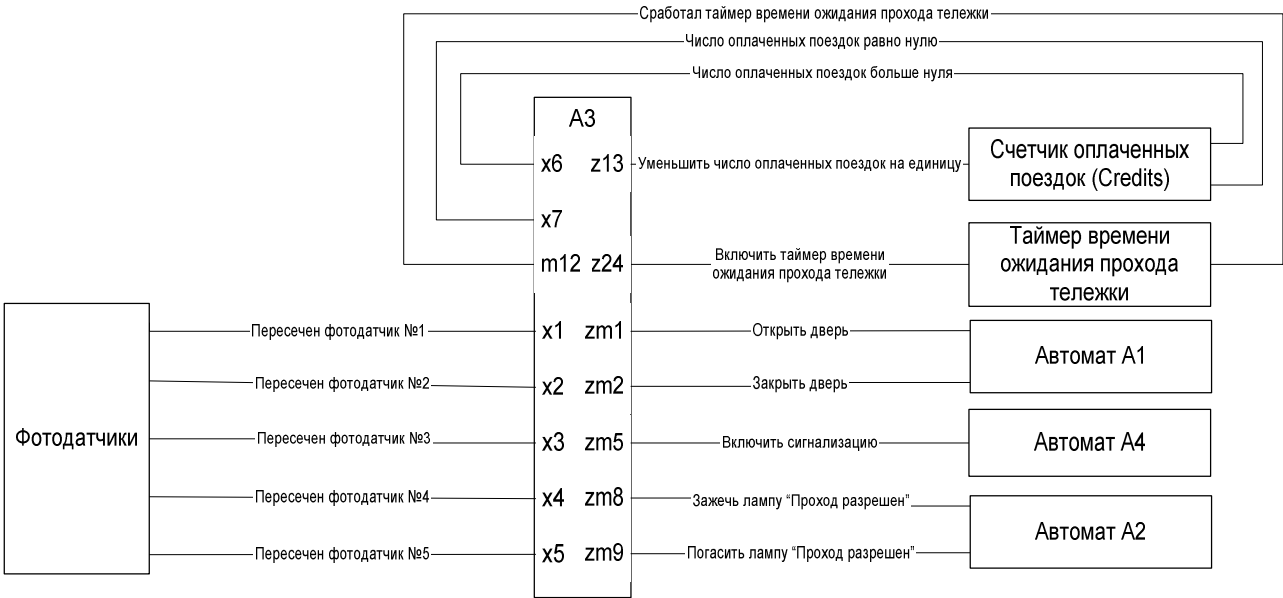 Сработал таймер времени ожидания прохода тележки
Число оплаченных поездок равно нулю
Число оплаченных поездок больше нуля
А3
x6 z13
Уменьшить число оплаченных поездок на единицу
Счетчик оплаченных
поездок (Credits)
x7
m12 z24
Включить таймер времени
ожидания прохода тележки
Таймер времени
ожидания прохода
тележки
Фотодатчики
Пересечен фотодатчик №1
x1 zm1
Открыть дверь
Автомат А1
Пересечен фотодатчик №2
x2 zm2
Закрыть дверь
Пересечен фотодатчик №3
x3 zm5
Включить сигнализацию
Автомат А4
Пересечен фотодатчик №4
x4 zm8
Зажечь лампу “Проход разрешен”
Автомат А2
Пересечен фотодатчик №5
x5 zm9
Погасить лампу “Проход разрешен”